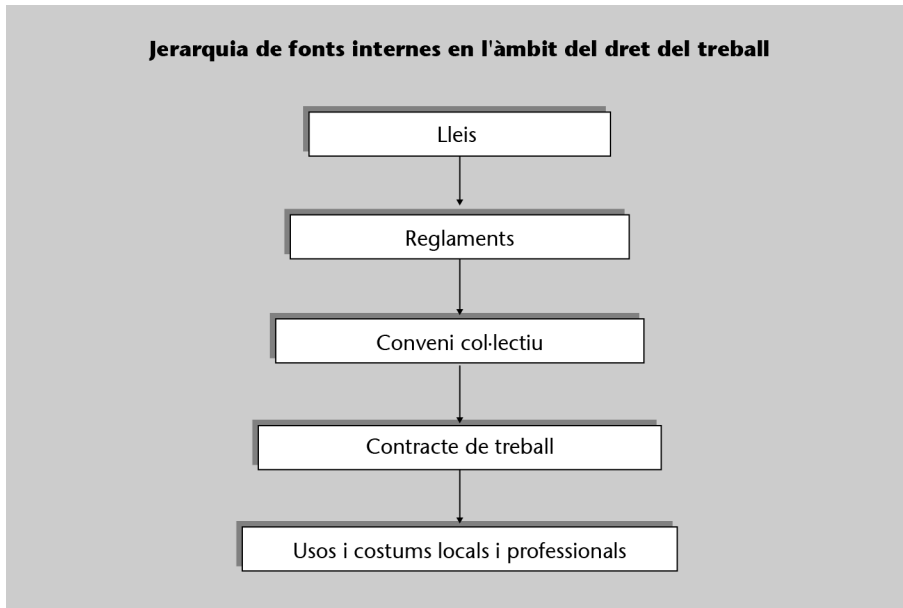 Jerarquia de fonts internes en l'àmbit del dret del treball
Lleis
Reglaments
Conveni col·lectiu
Contracte de treball
Usos i costums locals i professionals